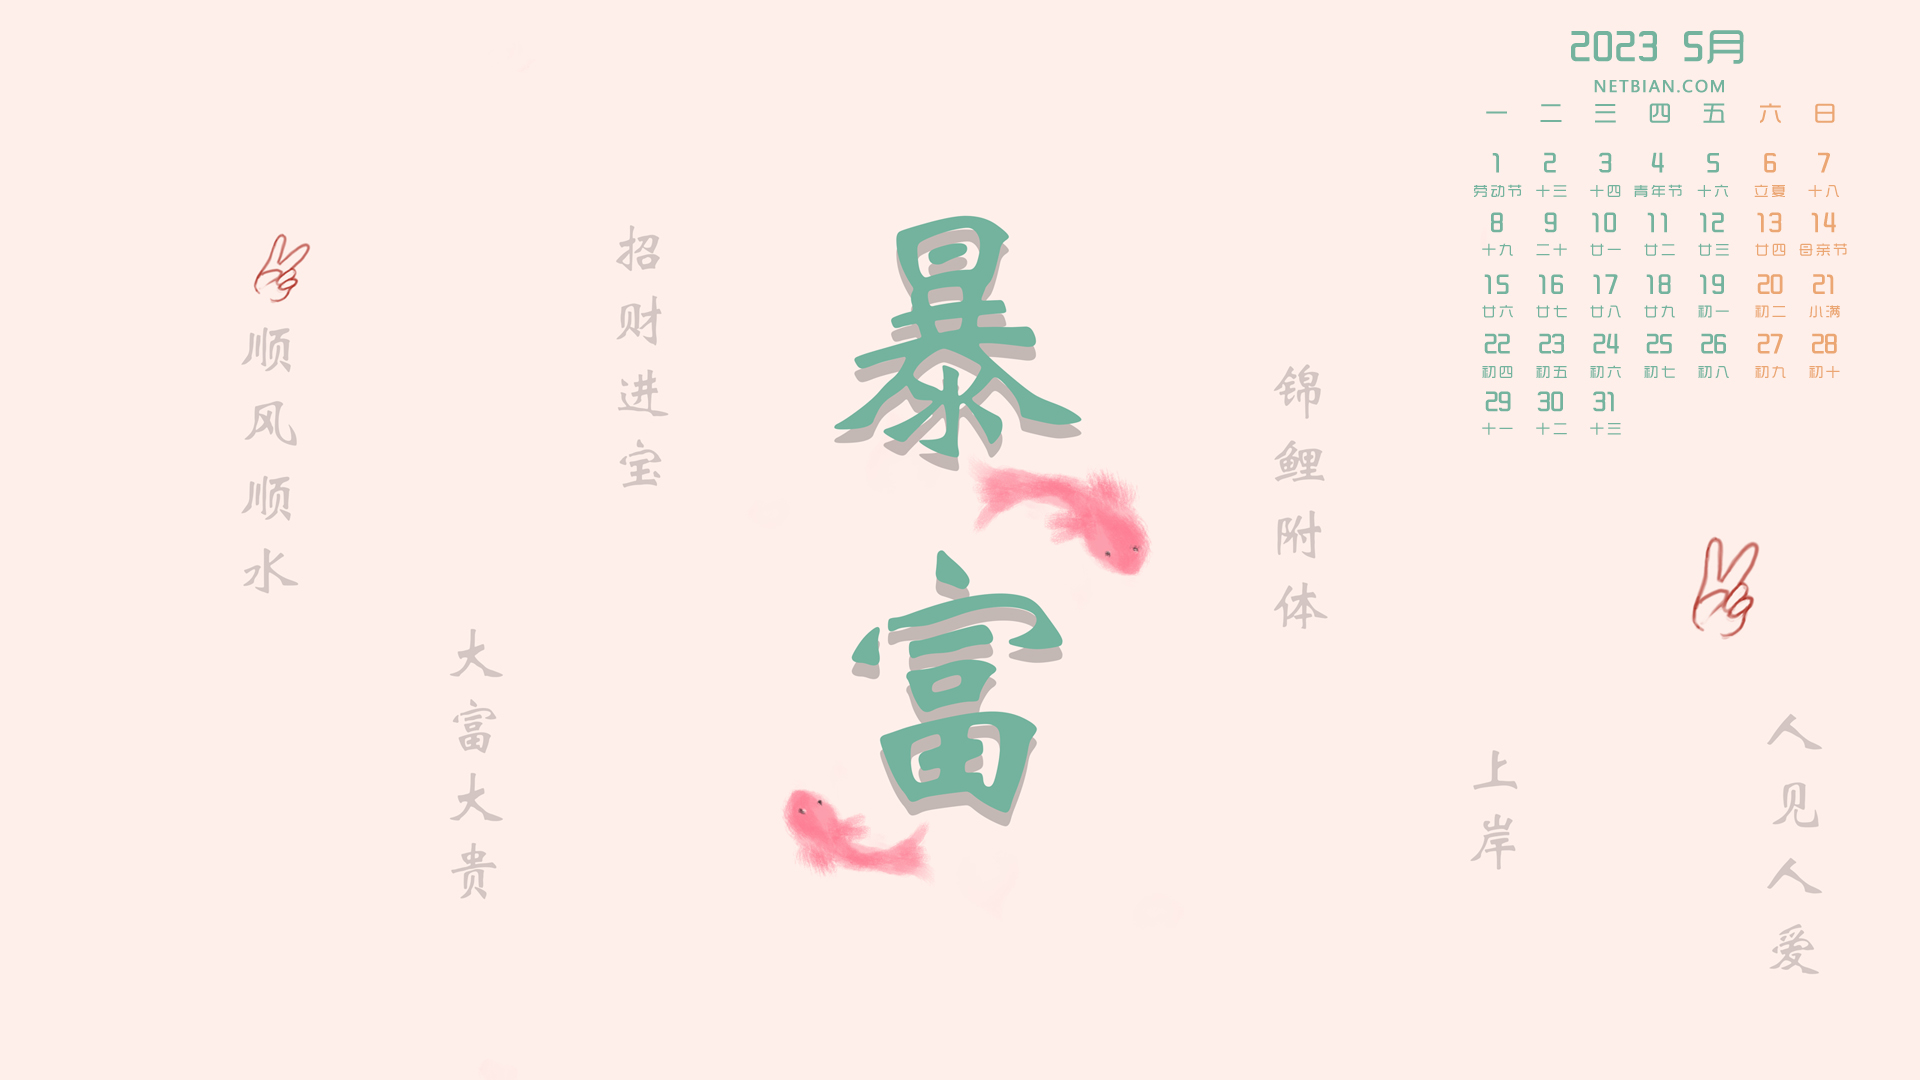 2023 5月
NETBIAN.COM
一 二 三 四 五 六 日
1 2 3 4 5 6 7
劳动节 十三 十四 青年节 十六 立夏 十八
8 9 10 11 12 13 14
十九 二十 廿一 廿二 廿三 廿四 母亲节
15 16 17 18 19 20 21
廿六 廿七 廿八 廿九 初一 初二 小满
22 23 24 25 26 27 28
初四 初五 初六 初七 初八 初九 初十
29 30 31
十一 十二 十三
暴富
顺风顺水
大富大贵
招财进宝
锦鲤附体
上岸
人见人爱